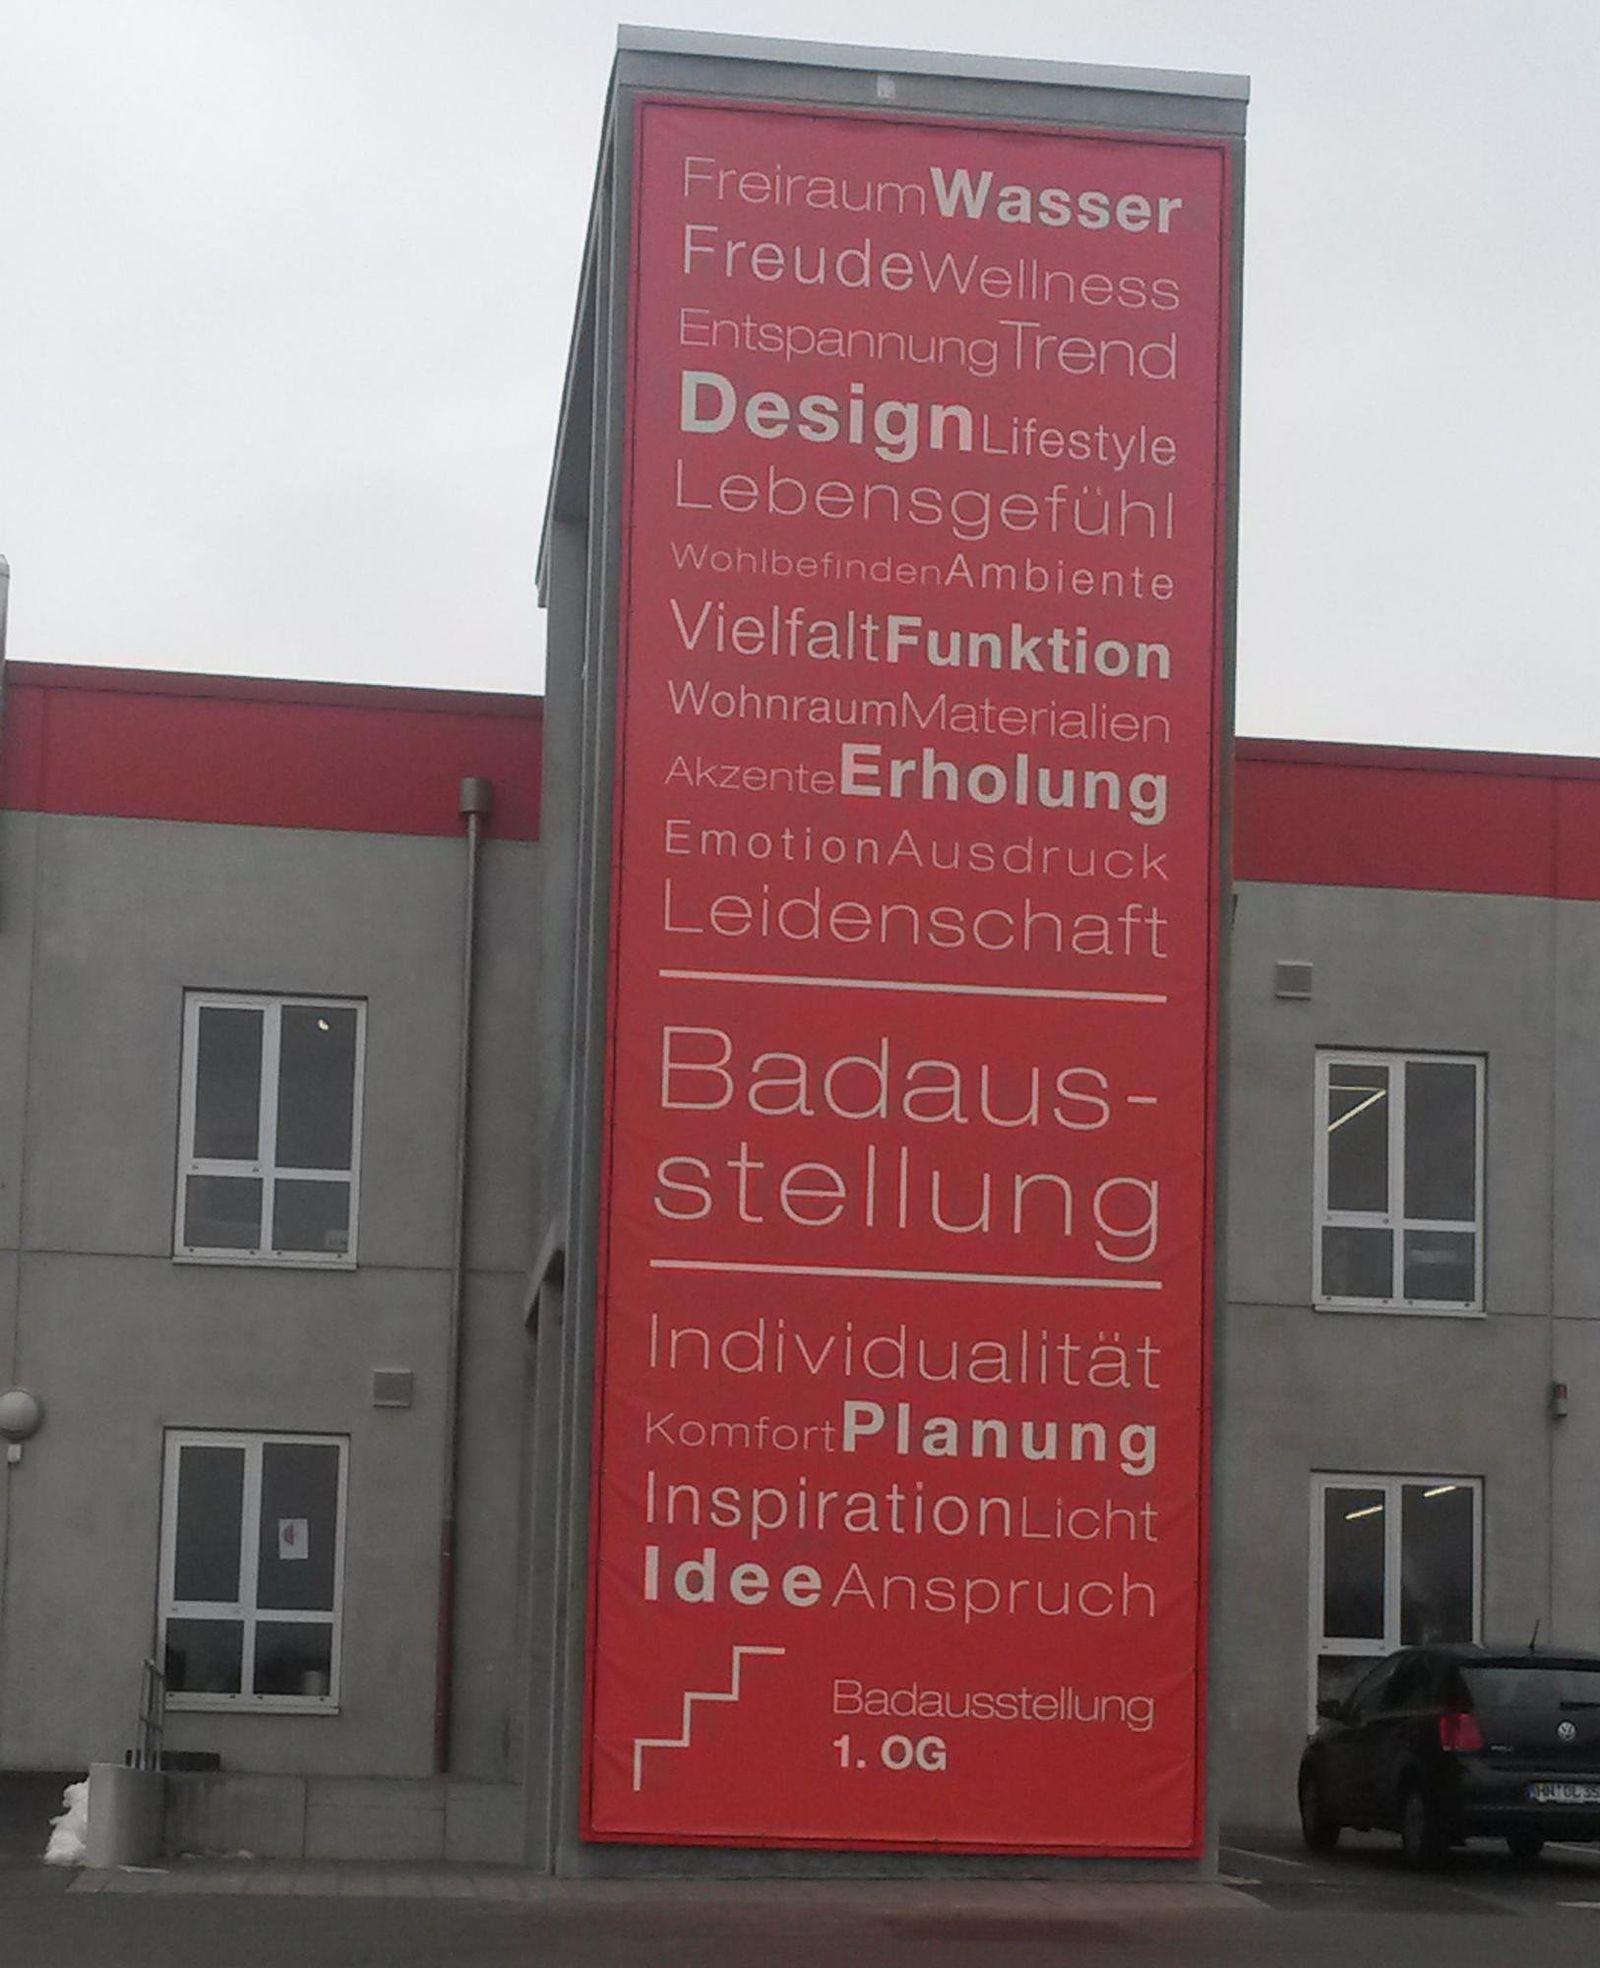 FreiraumWasser
FreudeWellness
EntspannungTrend
DesignLifestyle
Lebensgefühl
WohlbefindenAmbiente
VielfaltFunktion
WohnraumMaterialien
AkzenteErholung
EmotionAusdruck
Leidenschaft
Badaus-
stellung
Individualität
KomfortPlanung
InspirationLicht
IdeeAnspruch
Badausstellung
1. OG